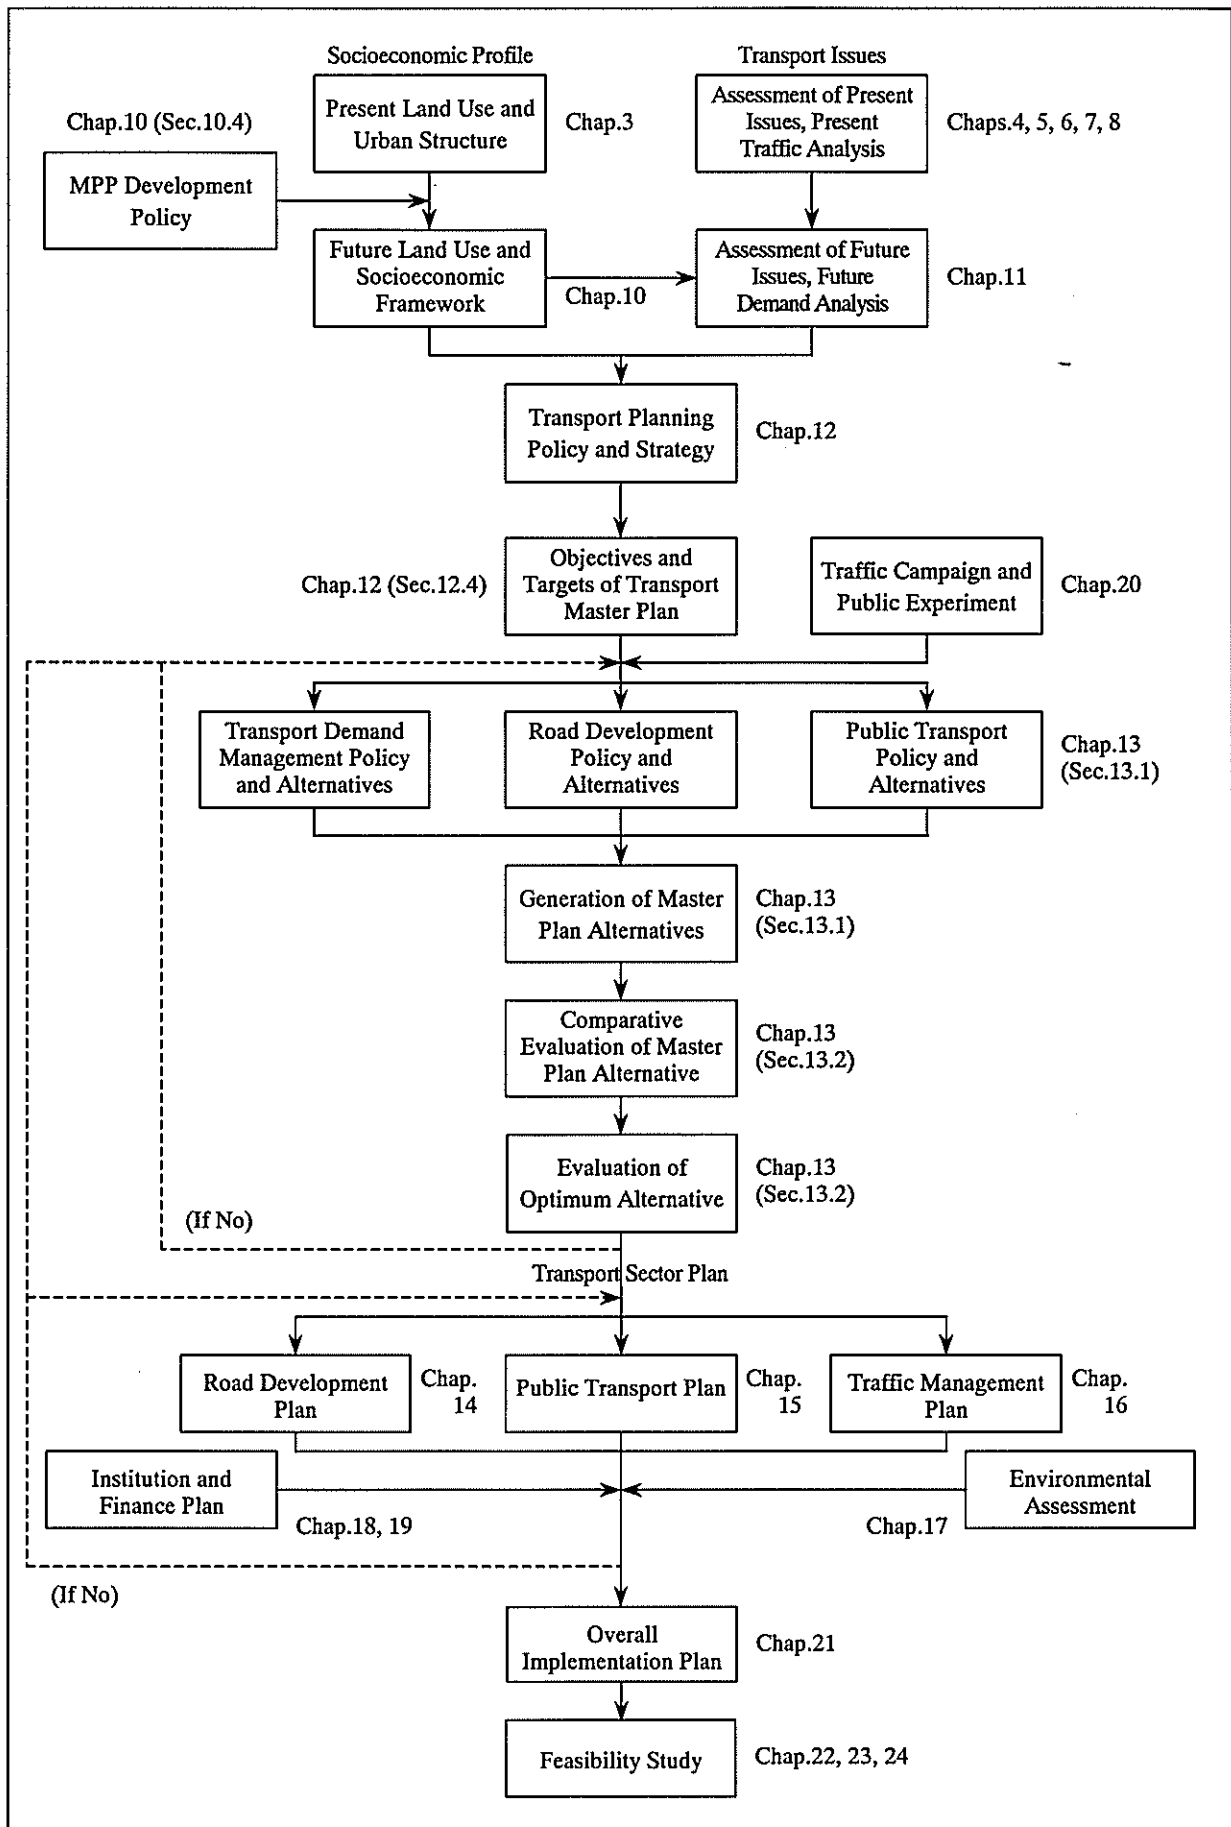 Socioeconomic Profile
Transport Issues
Chap.10 (Sec.10.4)
Present Land Use and
Urban Structure
Chap.3
Assessment of Present
Issues, Present
Traffic Analysis
Chaps.4, 5, 6, 7, 8
MPP Development
Policy
Future Land Use and
Socioeconomic
Framework
Chap.10
Assessment of Future
Issues, Future
Demand Analysis
Chap.11
Transport Planning
Policy and Strategy
Chap.12
Chap.12 (Sec.12.4)
Objectives and
Targets of Transport
Master Plan
Traffic Campaign and
Public Experiment
Chap.20
Transport Demand
Management Policy
and Alternatives
Road Development
Policy and
Alternatives
Public Transport
Policy and
Alternatives
Chap.13
(Sec.13.1)
Generation of Master
Plan Alternatives
Chap.13
(Sec.13.1)
Comparative
Evaluation of Master
Plan Alternative
Chap.13
(Sec.13.2)
Evaluation of
Optimum Alternative
Chap.13
(Sec.13.2)
(If No)
Transport Sector Plan
Road Development
Plan
Chap.
14
Public Transport Plan
Chap.
15
Traffic Management
Plan
Chap.
16
Institution and
Finance Plan
Chap.18, 19
Environmental
Assessment
Chap.17
(If No)
Overall
Implementation Plan
Chap.21
Feasibility Study
Chap.22, 23, 24